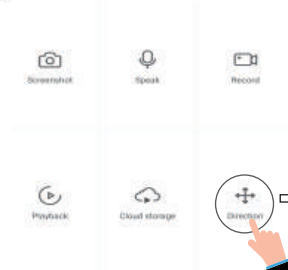 Screenshot
Speak
Record
Playback
Cloud storage
Direction